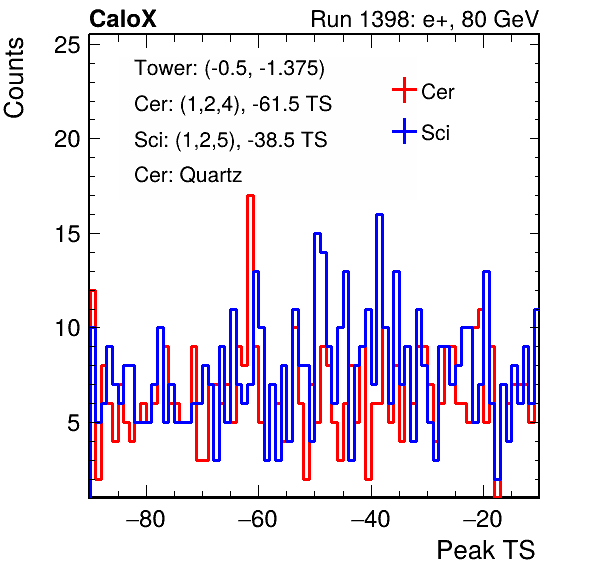 CaloX Run 1398: e+, 80 GeV
Counts
25
20
15
10
5
Tower: (-0.5, -1.375)
Cer: (1,2,4), -61.5 TS
Sci: (1,2,5), -38.5 TS
Cer: Quartz
Cer
Sci
−80 −60 −40 −20
Peak TS